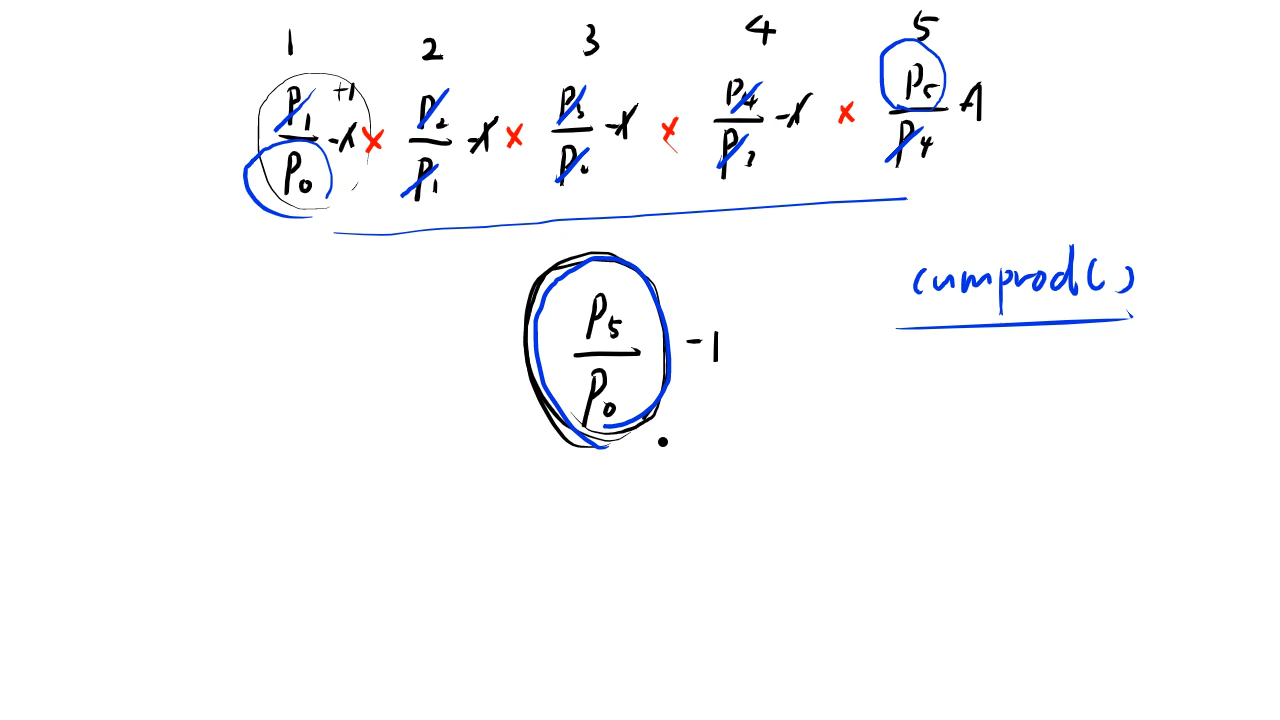 1 2 3 4 5
+1
P1 P2 P3 P4 P5
-1 × -1 × -1 × -1 × -1
P0 P1 P2 P3 P4
cumprod()
P5
-1
P0